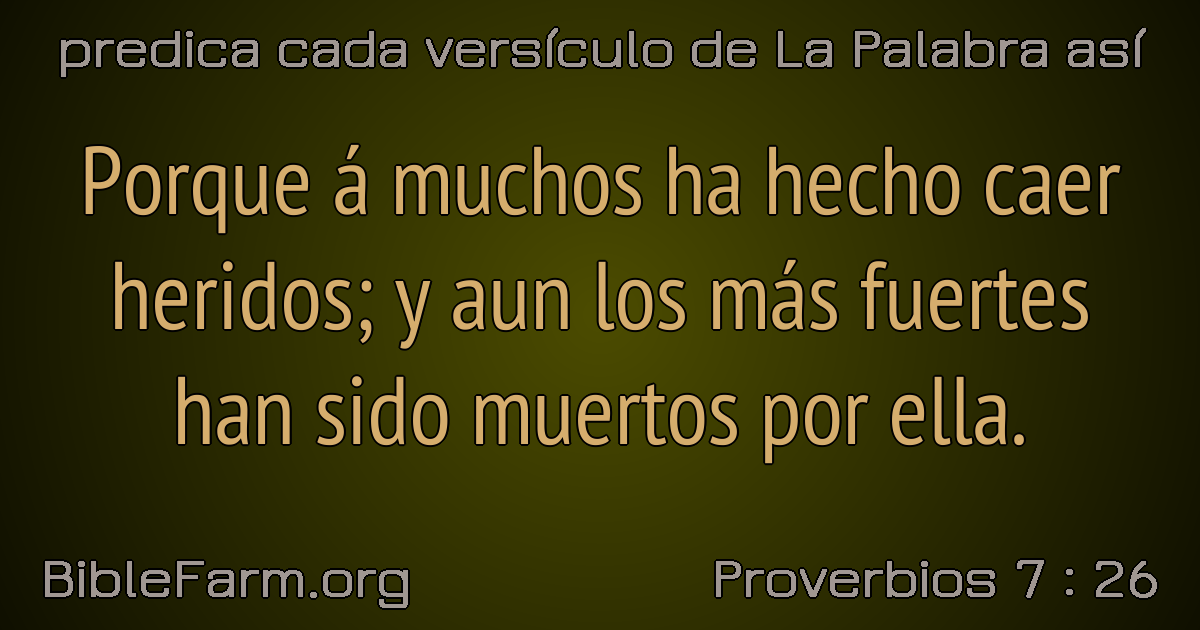 predica cada versículo de La Palabra así
Porque á muchos ha hecho caer
heridos; y aun los más fuertes
han sido muertos por ella.
BibleFarm.org
Proverbios 7 : 26